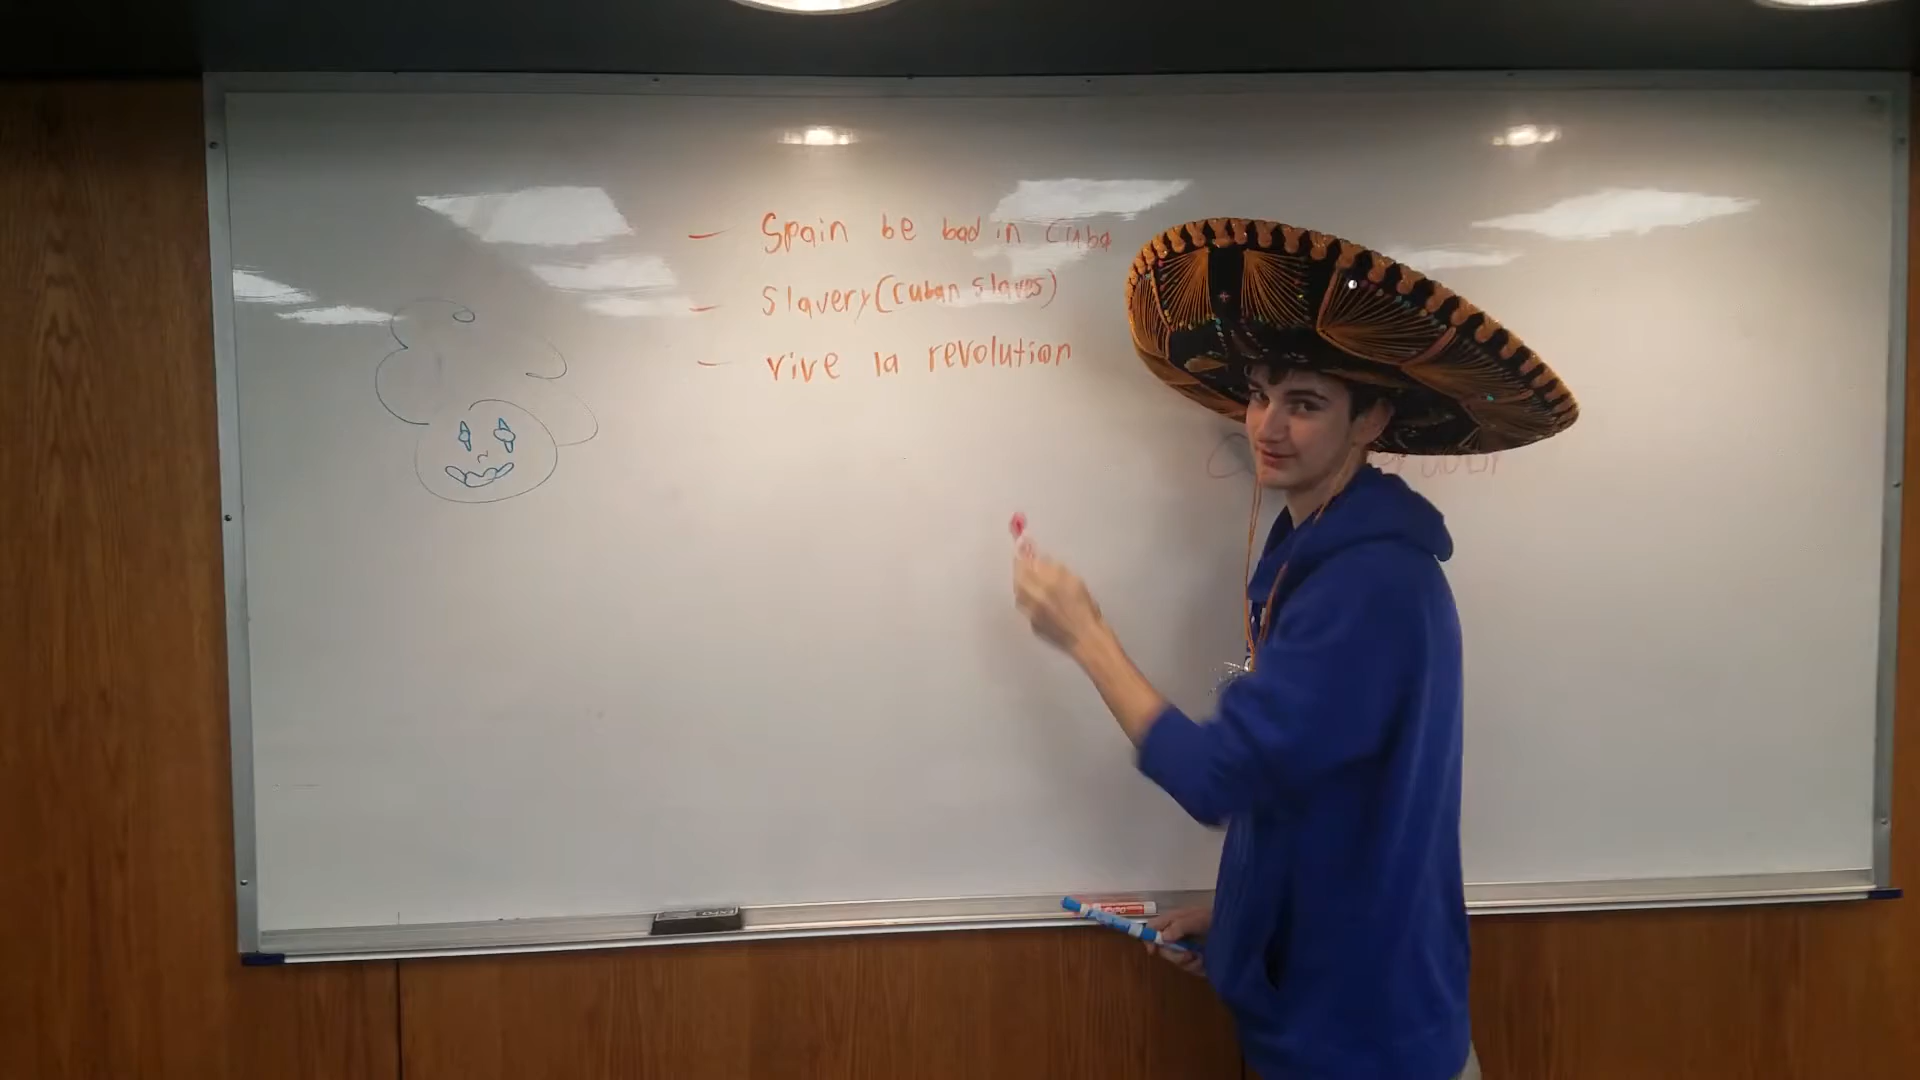 - Spain be bad in Cuba
- Slavery (Cuban slaves)
- vive la revolution